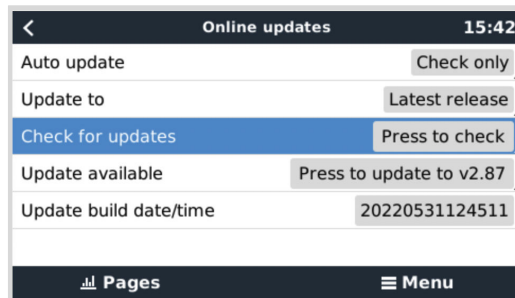 Online updates 15:42
Auto update Check only
Update to Latest release
Check for updates Press to check
Update available Press to update to v2.87
Update build date/time 20220531124511
Pages Menu